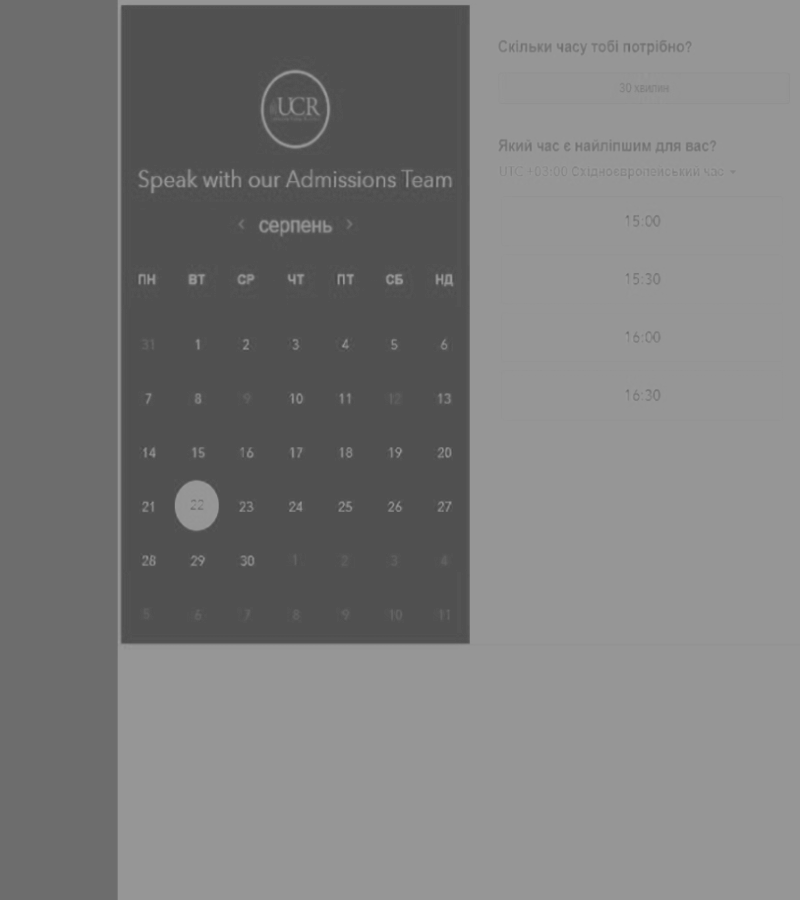 UCR
Speak with our Admissions Team
‹ серпень ›
ПН ВТ СР ЧТ ПТ СБ НД
31 1 2 3 4 5 6
7 8 9 10 11 12 13
14 15 16 17 18 19 20
21 22 23 24 25 26 27
28 29 30 1 2 3 4
5 6 7 8 9 10 11
Скільки часу тобі потрібно?
30 хвилин
Який час є найліпшим для вас?
UTC +03:00 Східноєвропейський час
15:00
15:30
16:00
16:30